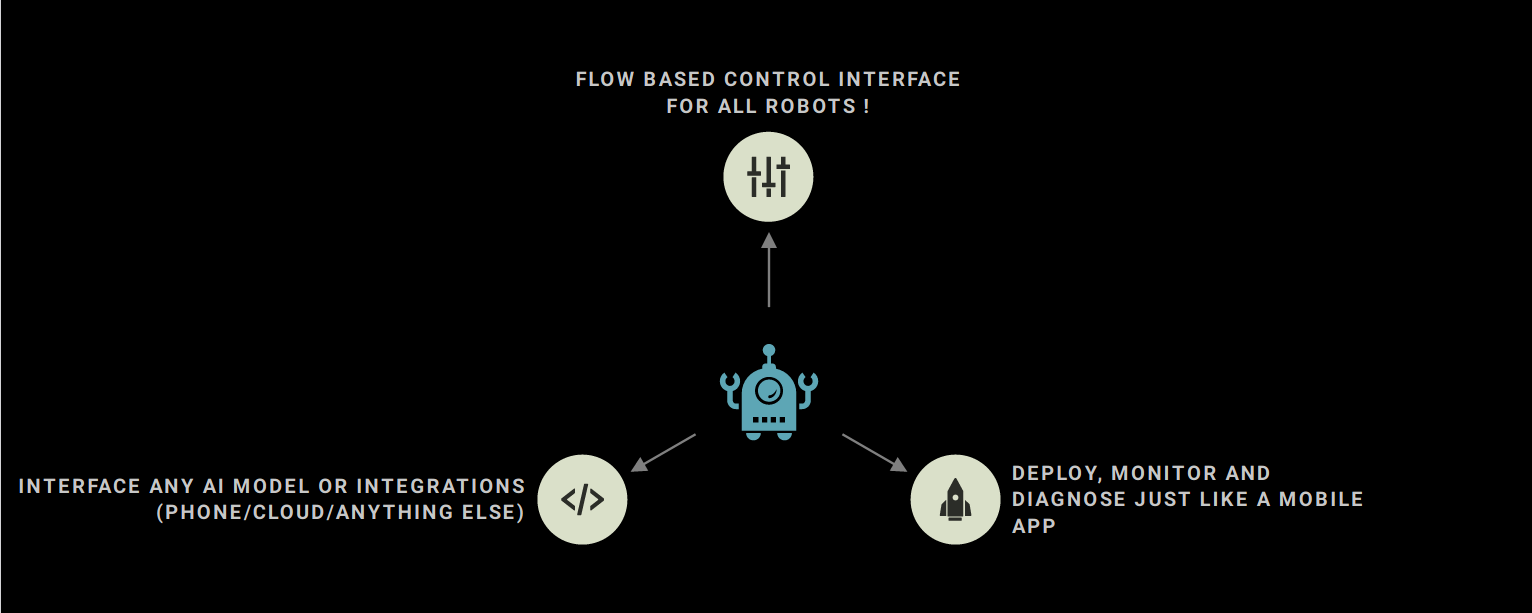 FLOW BASED CONTROL INTERFACE
FOR ALL ROBOTS !
INTERFACE ANY AI MODEL OR INTEGRATIONS
(PHONE/CLOUD/ANYTHING ELSE)
DEPLOY, MONITOR AND
DIAGNOSE JUST LIKE A MOBILE
APP